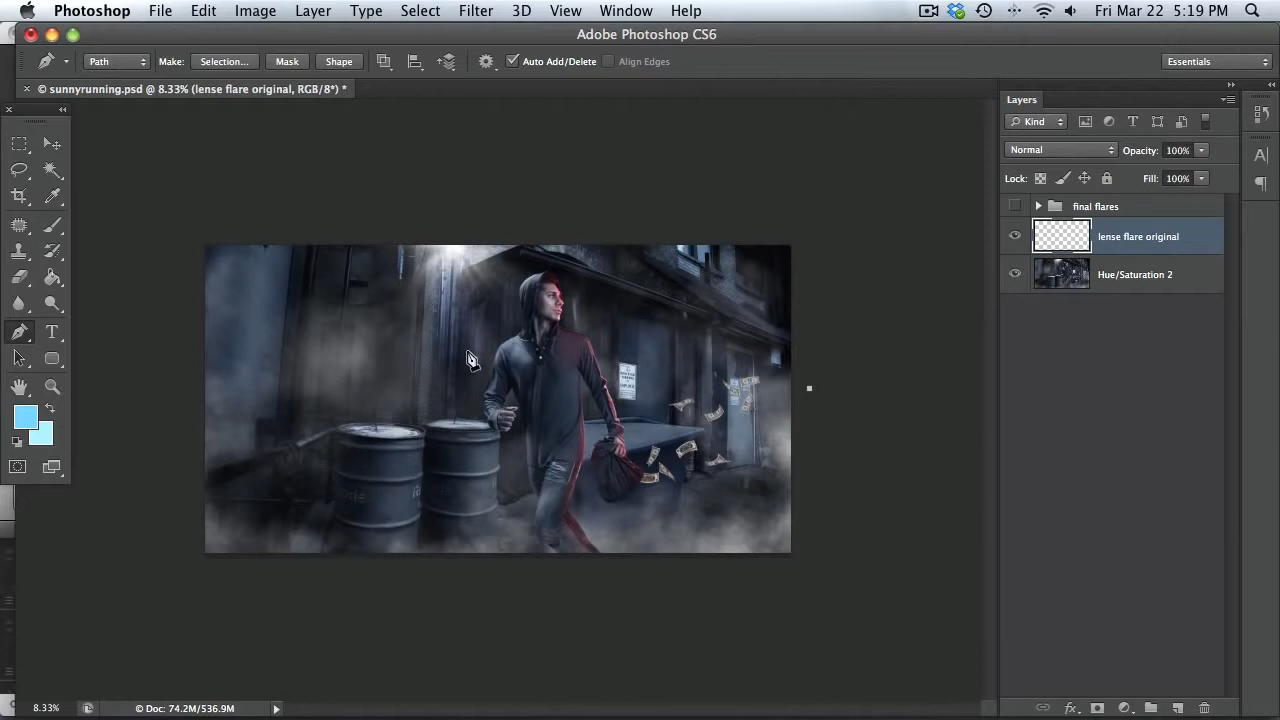 Photoshop File Edit Image Layer Type Select Filter 3D View Window Help Fri Mar 22 5:19 PM
Adobe Photoshop CS6
Path Make: Selection... Mask Shape Auto Add/Delete Align Edges Essentials
× © sunnyrunning.psd @ 8.33% (lense flare original, RGB/8*) *
Layers
Kind
Normal Opacity: 100%
Lock: Fill: 100%
final flares
lense flare original
Hue/Saturation 2
8.33% © Doc: 74.2M/536.9M